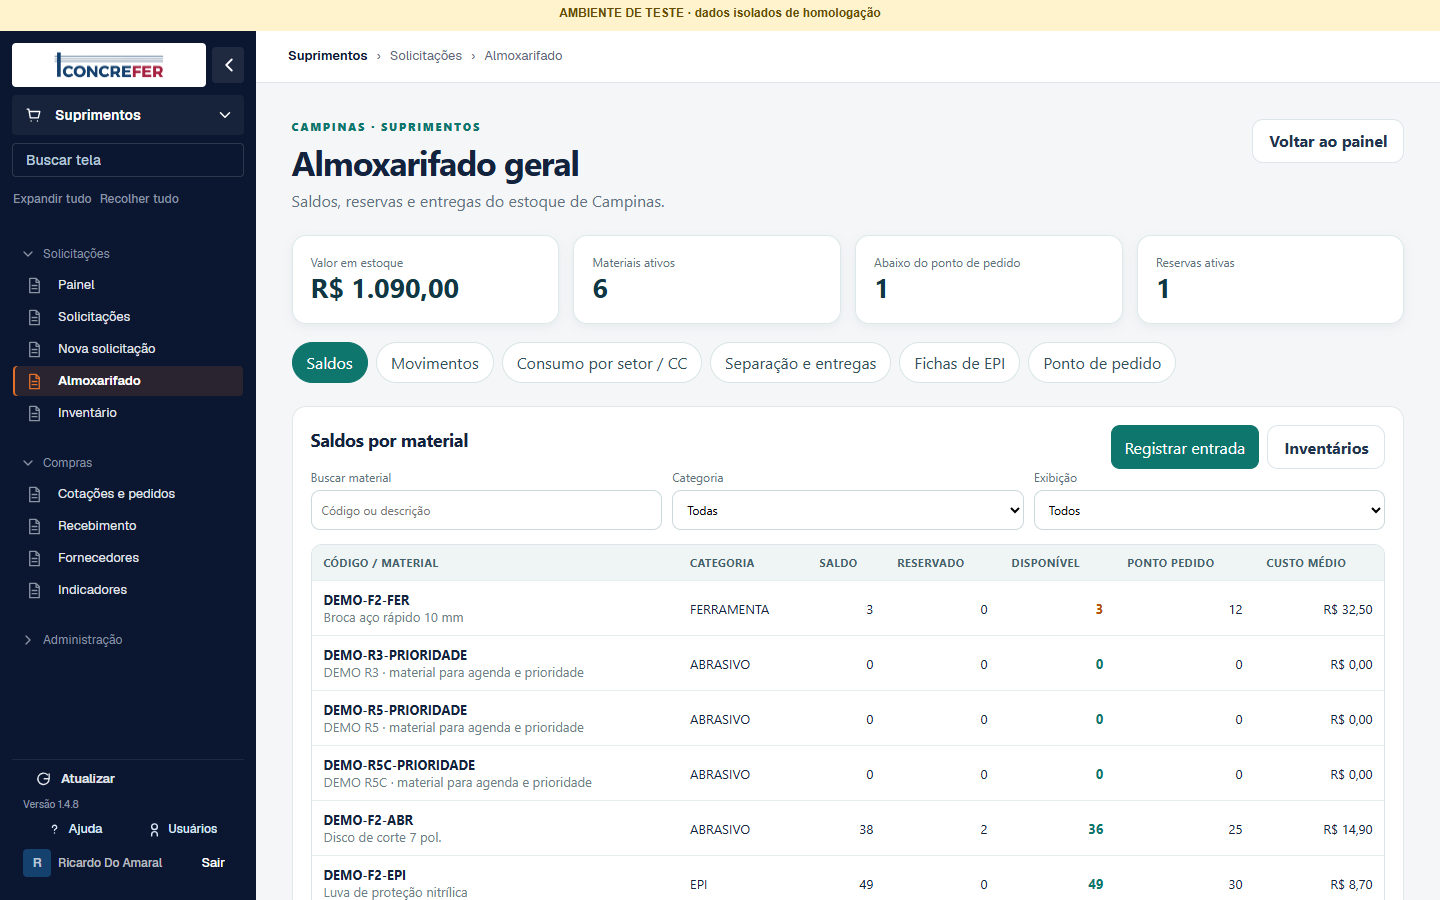 AMBIENTE DE TESTE · dados isolados de homologação
CONCREFER
Suprimentos
Buscar tela
Expandir tudo Recolher tudo
Solicitações
Painel
Solicitações
Nova solicitação
Almoxarifado
Inventário
Compras
Cotações e pedidos
Recebimento
Fornecedores
Indicadores
Administração
Atualizar
Versão 1.4.8
? Ajuda Usuários
R Ricardo Do Amaral Sair
Suprimentos › Solicitações › Almoxarifado
CAMPINAS · SUPRIMENTOS
Almoxarifado geral
Saldos, reservas e entregas do estoque de Campinas.
Voltar ao painel
Valor em estoque
R$ 1.090,00
Materiais ativos
6
Abaixo do ponto de pedido
1
Reservas ativas
1
Saldos Movimentos Consumo por setor / CC Separação e entregas Fichas de EPI Ponto de pedido
Saldos por material
Registrar entrada Inventários
Buscar material Categoria Exibição
Código ou descrição Todas Todos
CÓDIGO / MATERIAL CATEGORIA SALDO RESERVADO DISPONÍVEL PONTO PEDIDO CUSTO MÉDIO
DEMO-F2-FER
Broca aço rápido 10 mm
FERRAMENTA 3 0 3 12 R$ 32,50
DEMO-R3-PRIORIDADE
DEMO R3 · material para agenda e prioridade
ABRASIVO 0 0 0 0 R$ 0,00
DEMO-R5-PRIORIDADE
DEMO R5 · material para agenda e prioridade
ABRASIVO 0 0 0 0 R$ 0,00
DEMO-R5C-PRIORIDADE
DEMO R5C · material para agenda e prioridade
ABRASIVO 0 0 0 0 R$ 0,00
DEMO-F2-ABR
Disco de corte 7 pol.
ABRASIVO 38 2 36 25 R$ 14,90
DEMO-F2-EPI
Luva de proteção nitrílica
EPI 49 0 49 30 R$ 8,70